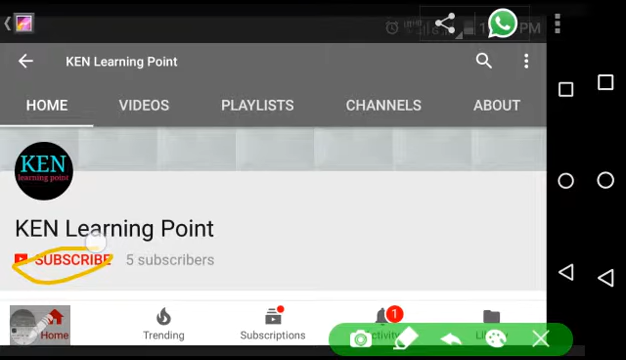 PM
KEN Learning Point
HOME VIDEOS PLAYLISTS CHANNELS ABOUT
KEN
learning point
KEN Learning Point
SUBSCRIBE 5 subscribers
1
Home Trending Subscriptions